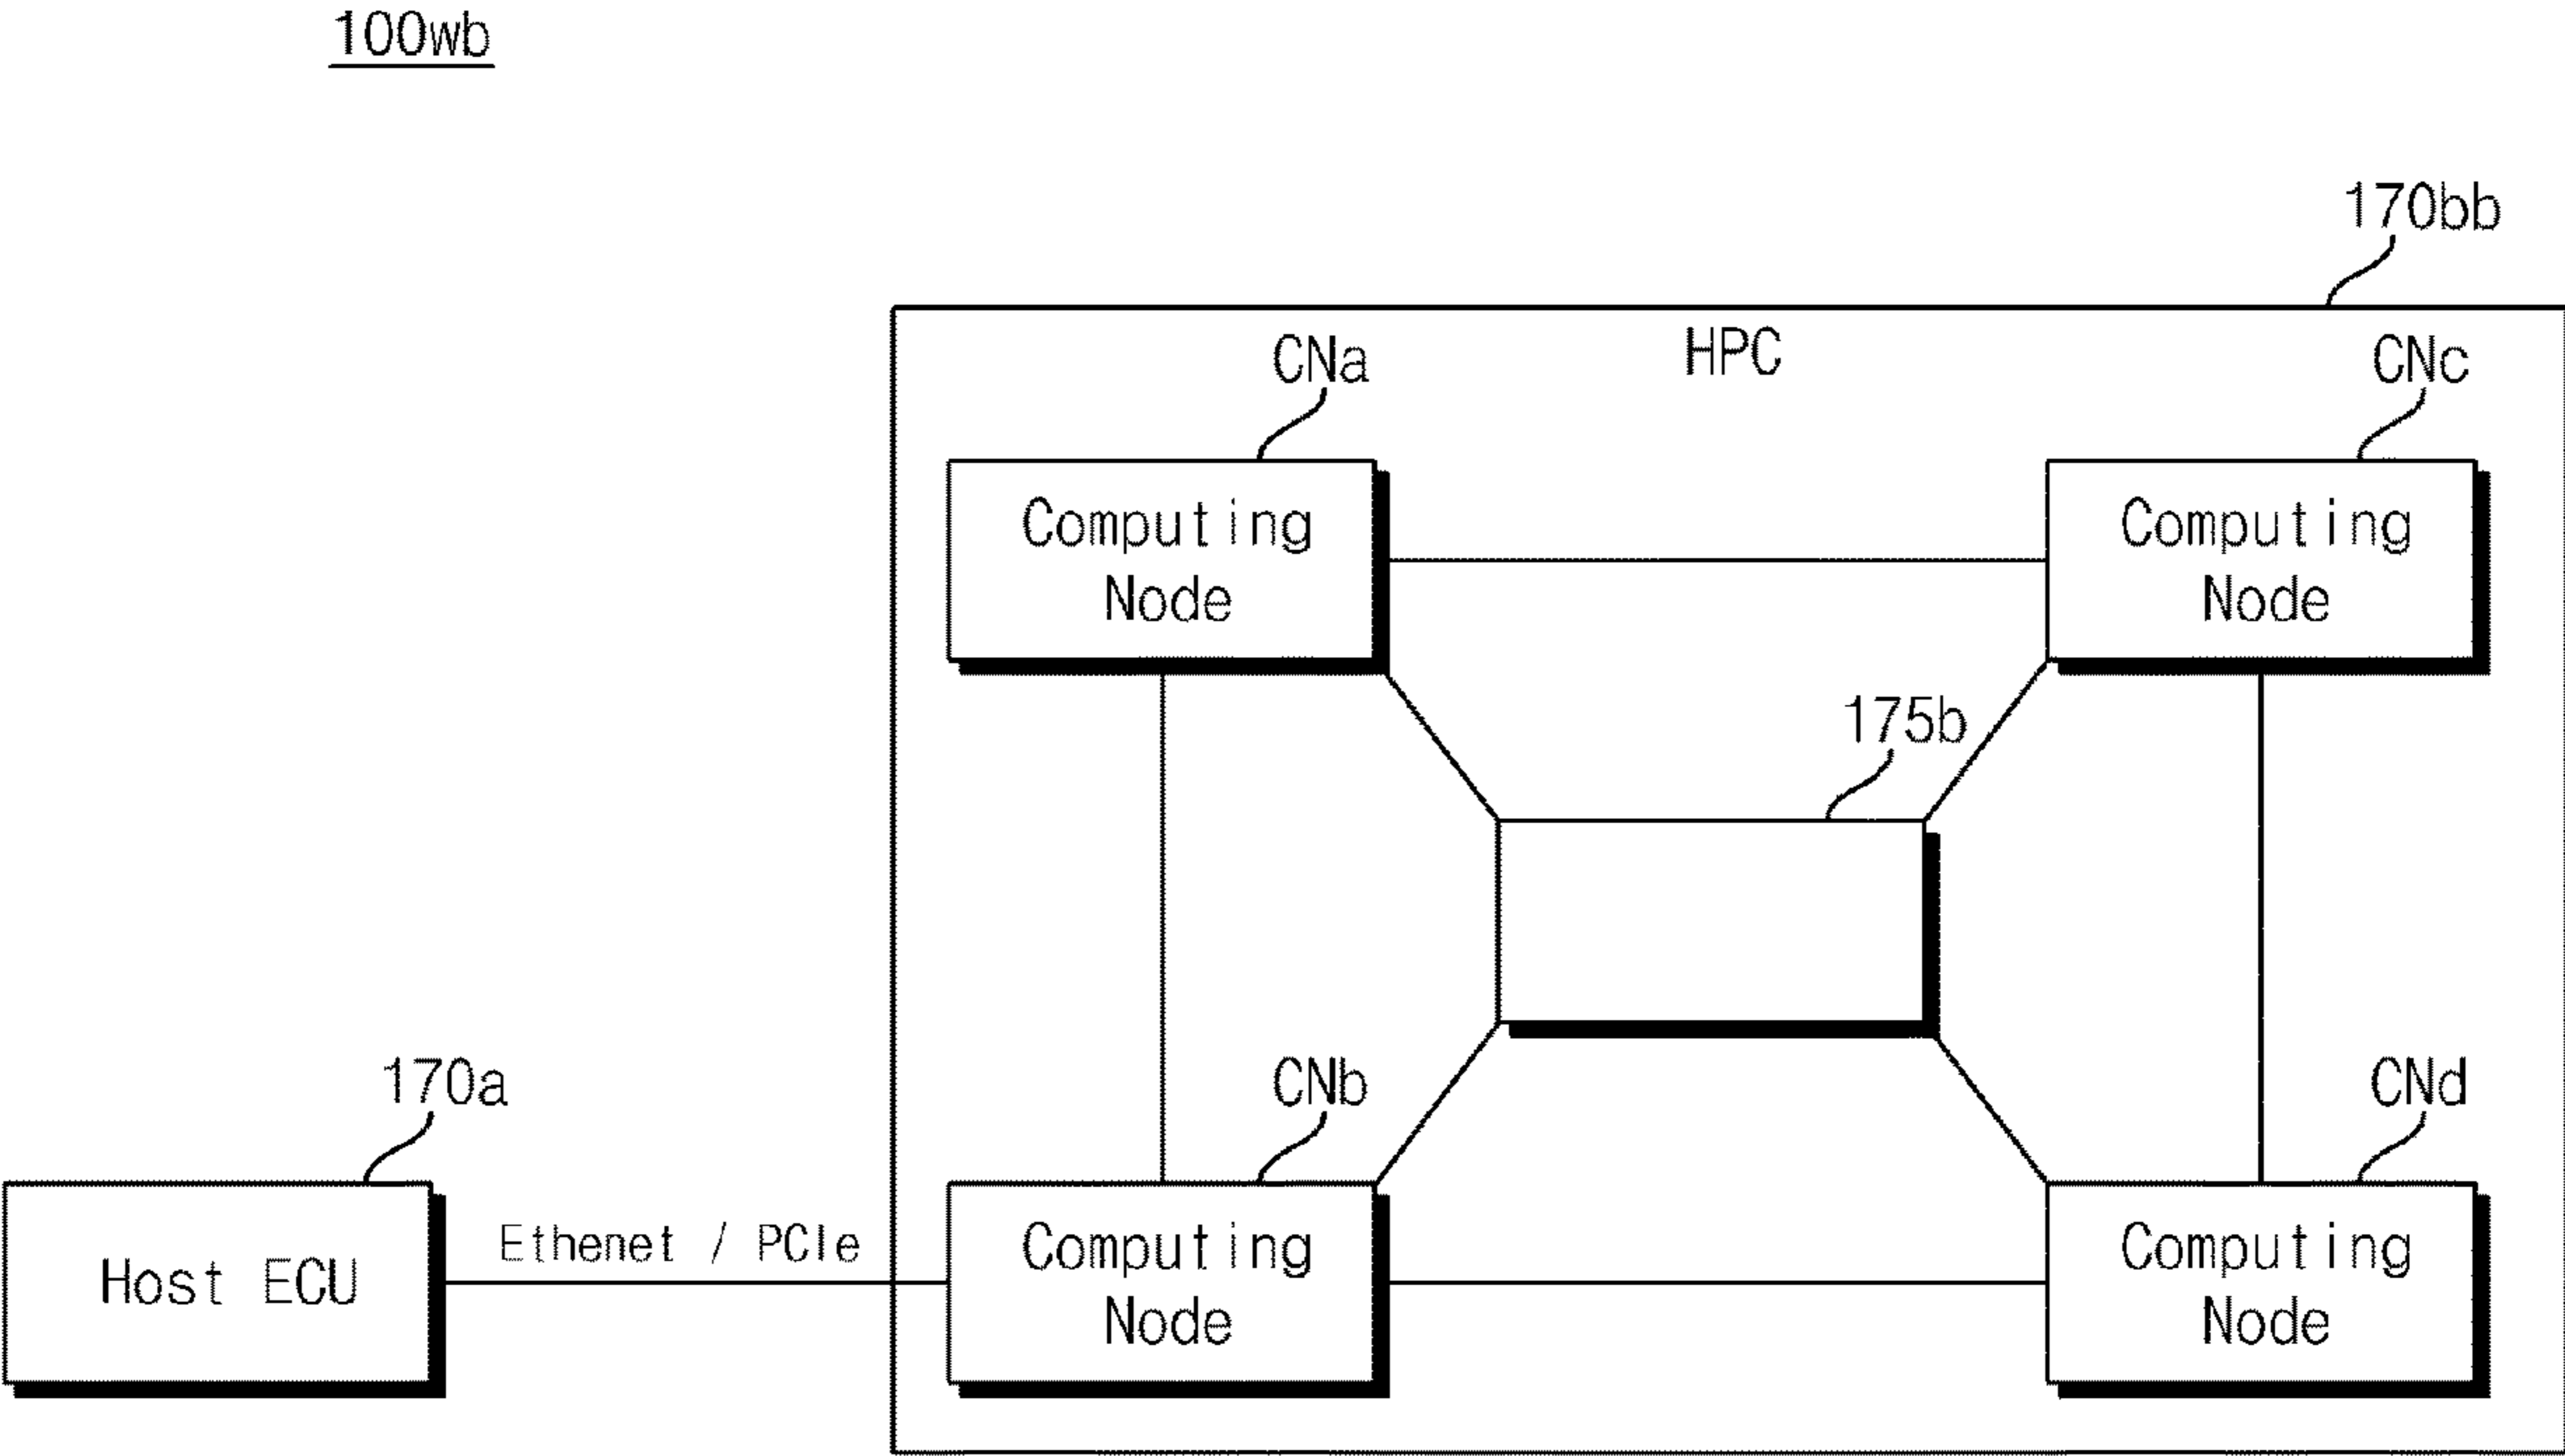 100wb
170bb
HPC
CNa
CNc
Computing
Node
Computing
Node
175b
170a
CNb
CNd
Host ECU
Ethenet / PCIe
Computing
Node
Computing
Node